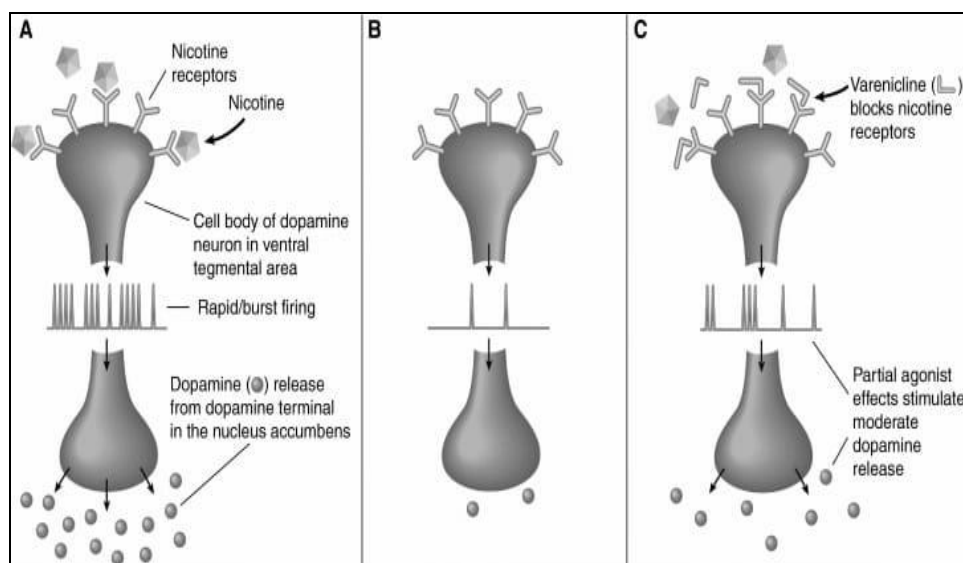 A
Nicotine
receptors
Nicotine
Cell body of dopamine
neuron in ventral
tegmental area
Rapid/burst firing
Dopamine ( ) release
from dopamine terminal
in the nucleus accumbens
B
C
Varenicline ( )
blocks nicotine
receptors
Partial agonist
effects stimulate
moderate
dopamine
release